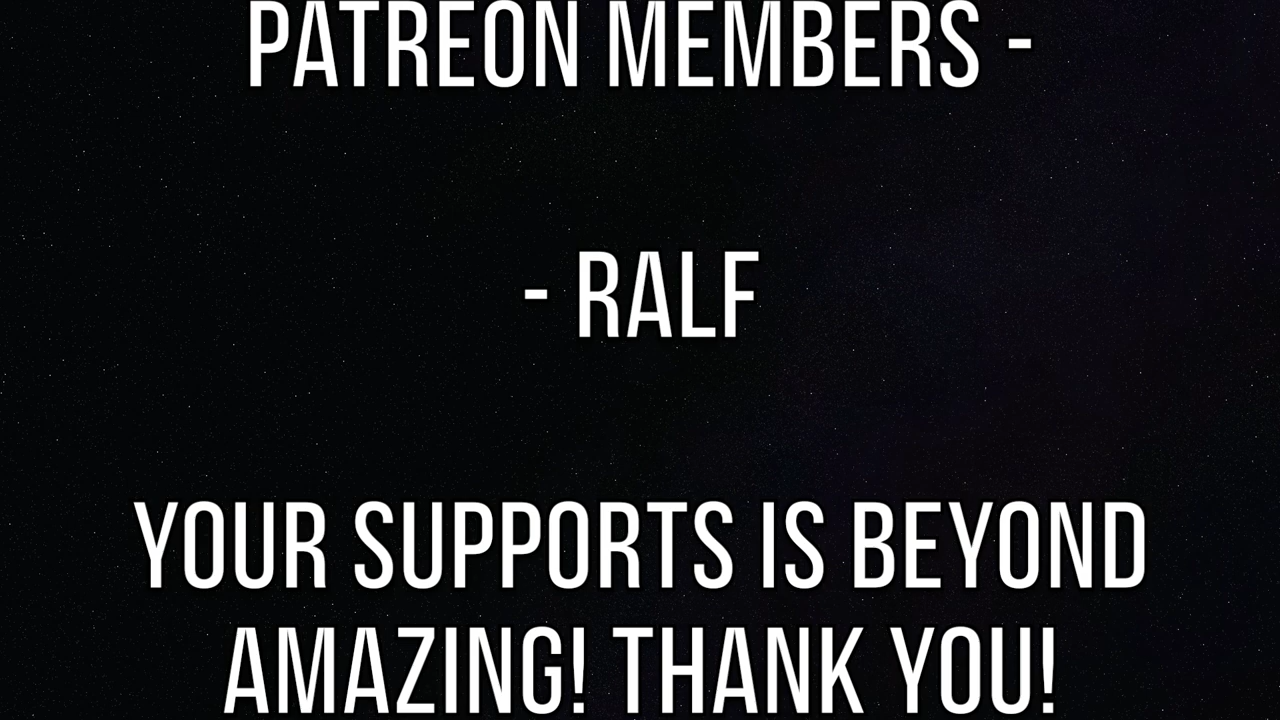 PATREON MEMBERS -
- RALF
YOUR SUPPORTS IS BEYOND
AMAZING! THANK YOU!